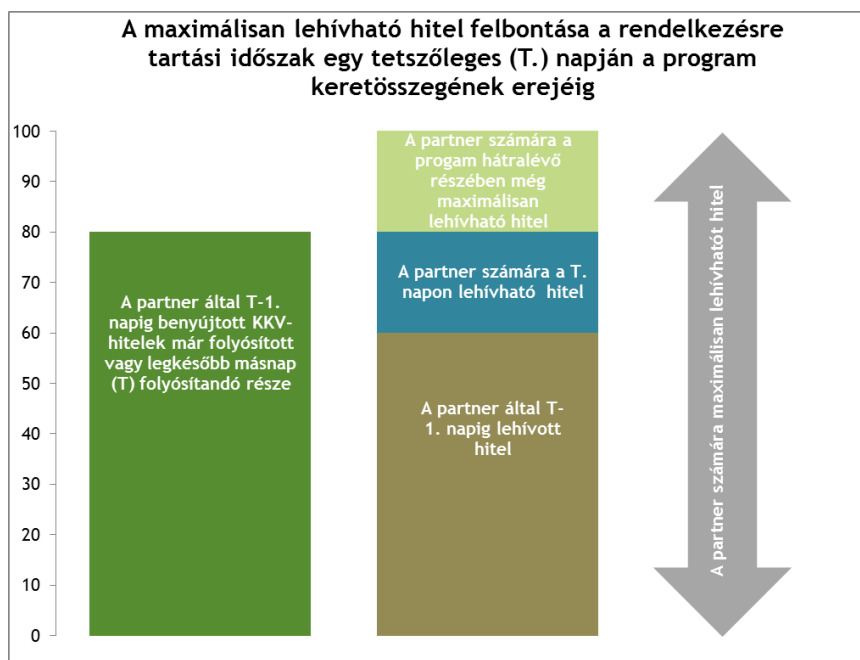 A maximálisan lehívható hitel felbontása a rendelkezésre
tartási időszak egy tetszőleges (T.) napján a program
keretösszegének erejéig
100
90
80
70
60
50
40
30
20
10
0
A partner által T-1.
napig benyújtott KKV-
hitelek már folyósított
vagy legkésőbb másnap
(T) folyósítandó része
A partner számára a
progam hátralévő
részében még
maximálisan
lehívható hitel
A partner számára a T.
napon lehívható hitel
A partner által T-
1. napig lehívott
hitel
A partner számára maximálisan lehívhatót hitel